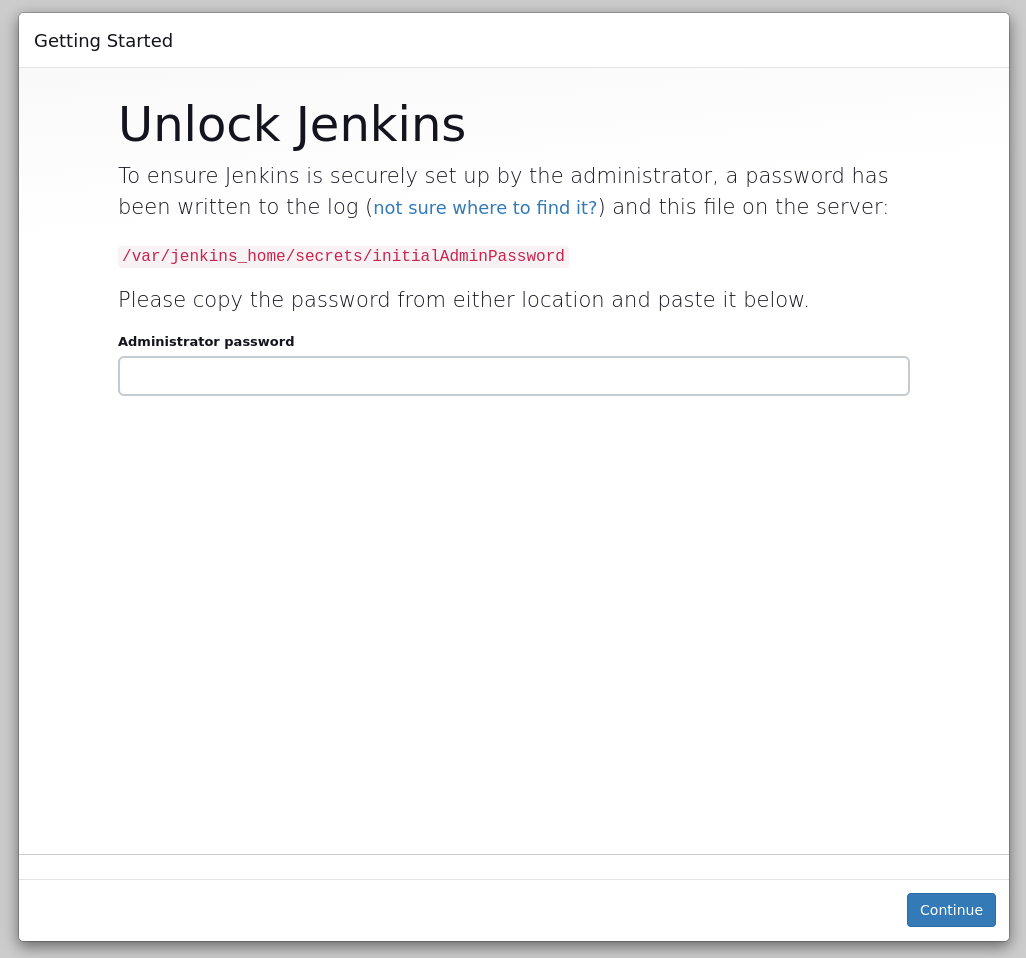 Getting Started
Unlock Jenkins
To ensure Jenkins is securely set up by the administrator, a password has
been written to the log (not sure where to find it?) and this file on the server:
/var/jenkins_home/secrets/initialAdminPassword
Please copy the password from either location and paste it below.
Administrator password
Continue